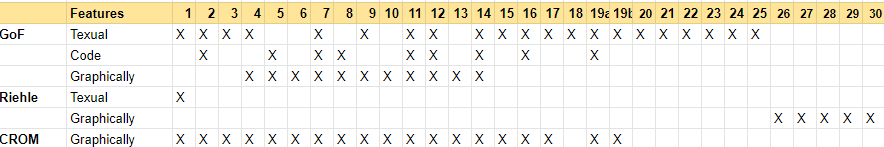 Features 1 2 3 4 5 6 7 8 9 10 11 12 13 14 15 16 17 18 19a 19b 20 21 22 23 24 25 26 27 28 29 30
GoF Texual X X X X X X X X X X X X X X X X X X X X X
Code X X X X X X X X X
Graphically X X X X X X X X X X X
Riehle Texual X
Graphically X X X X X
CROM Graphically X X X X X X X X X X X X X X X X X X X